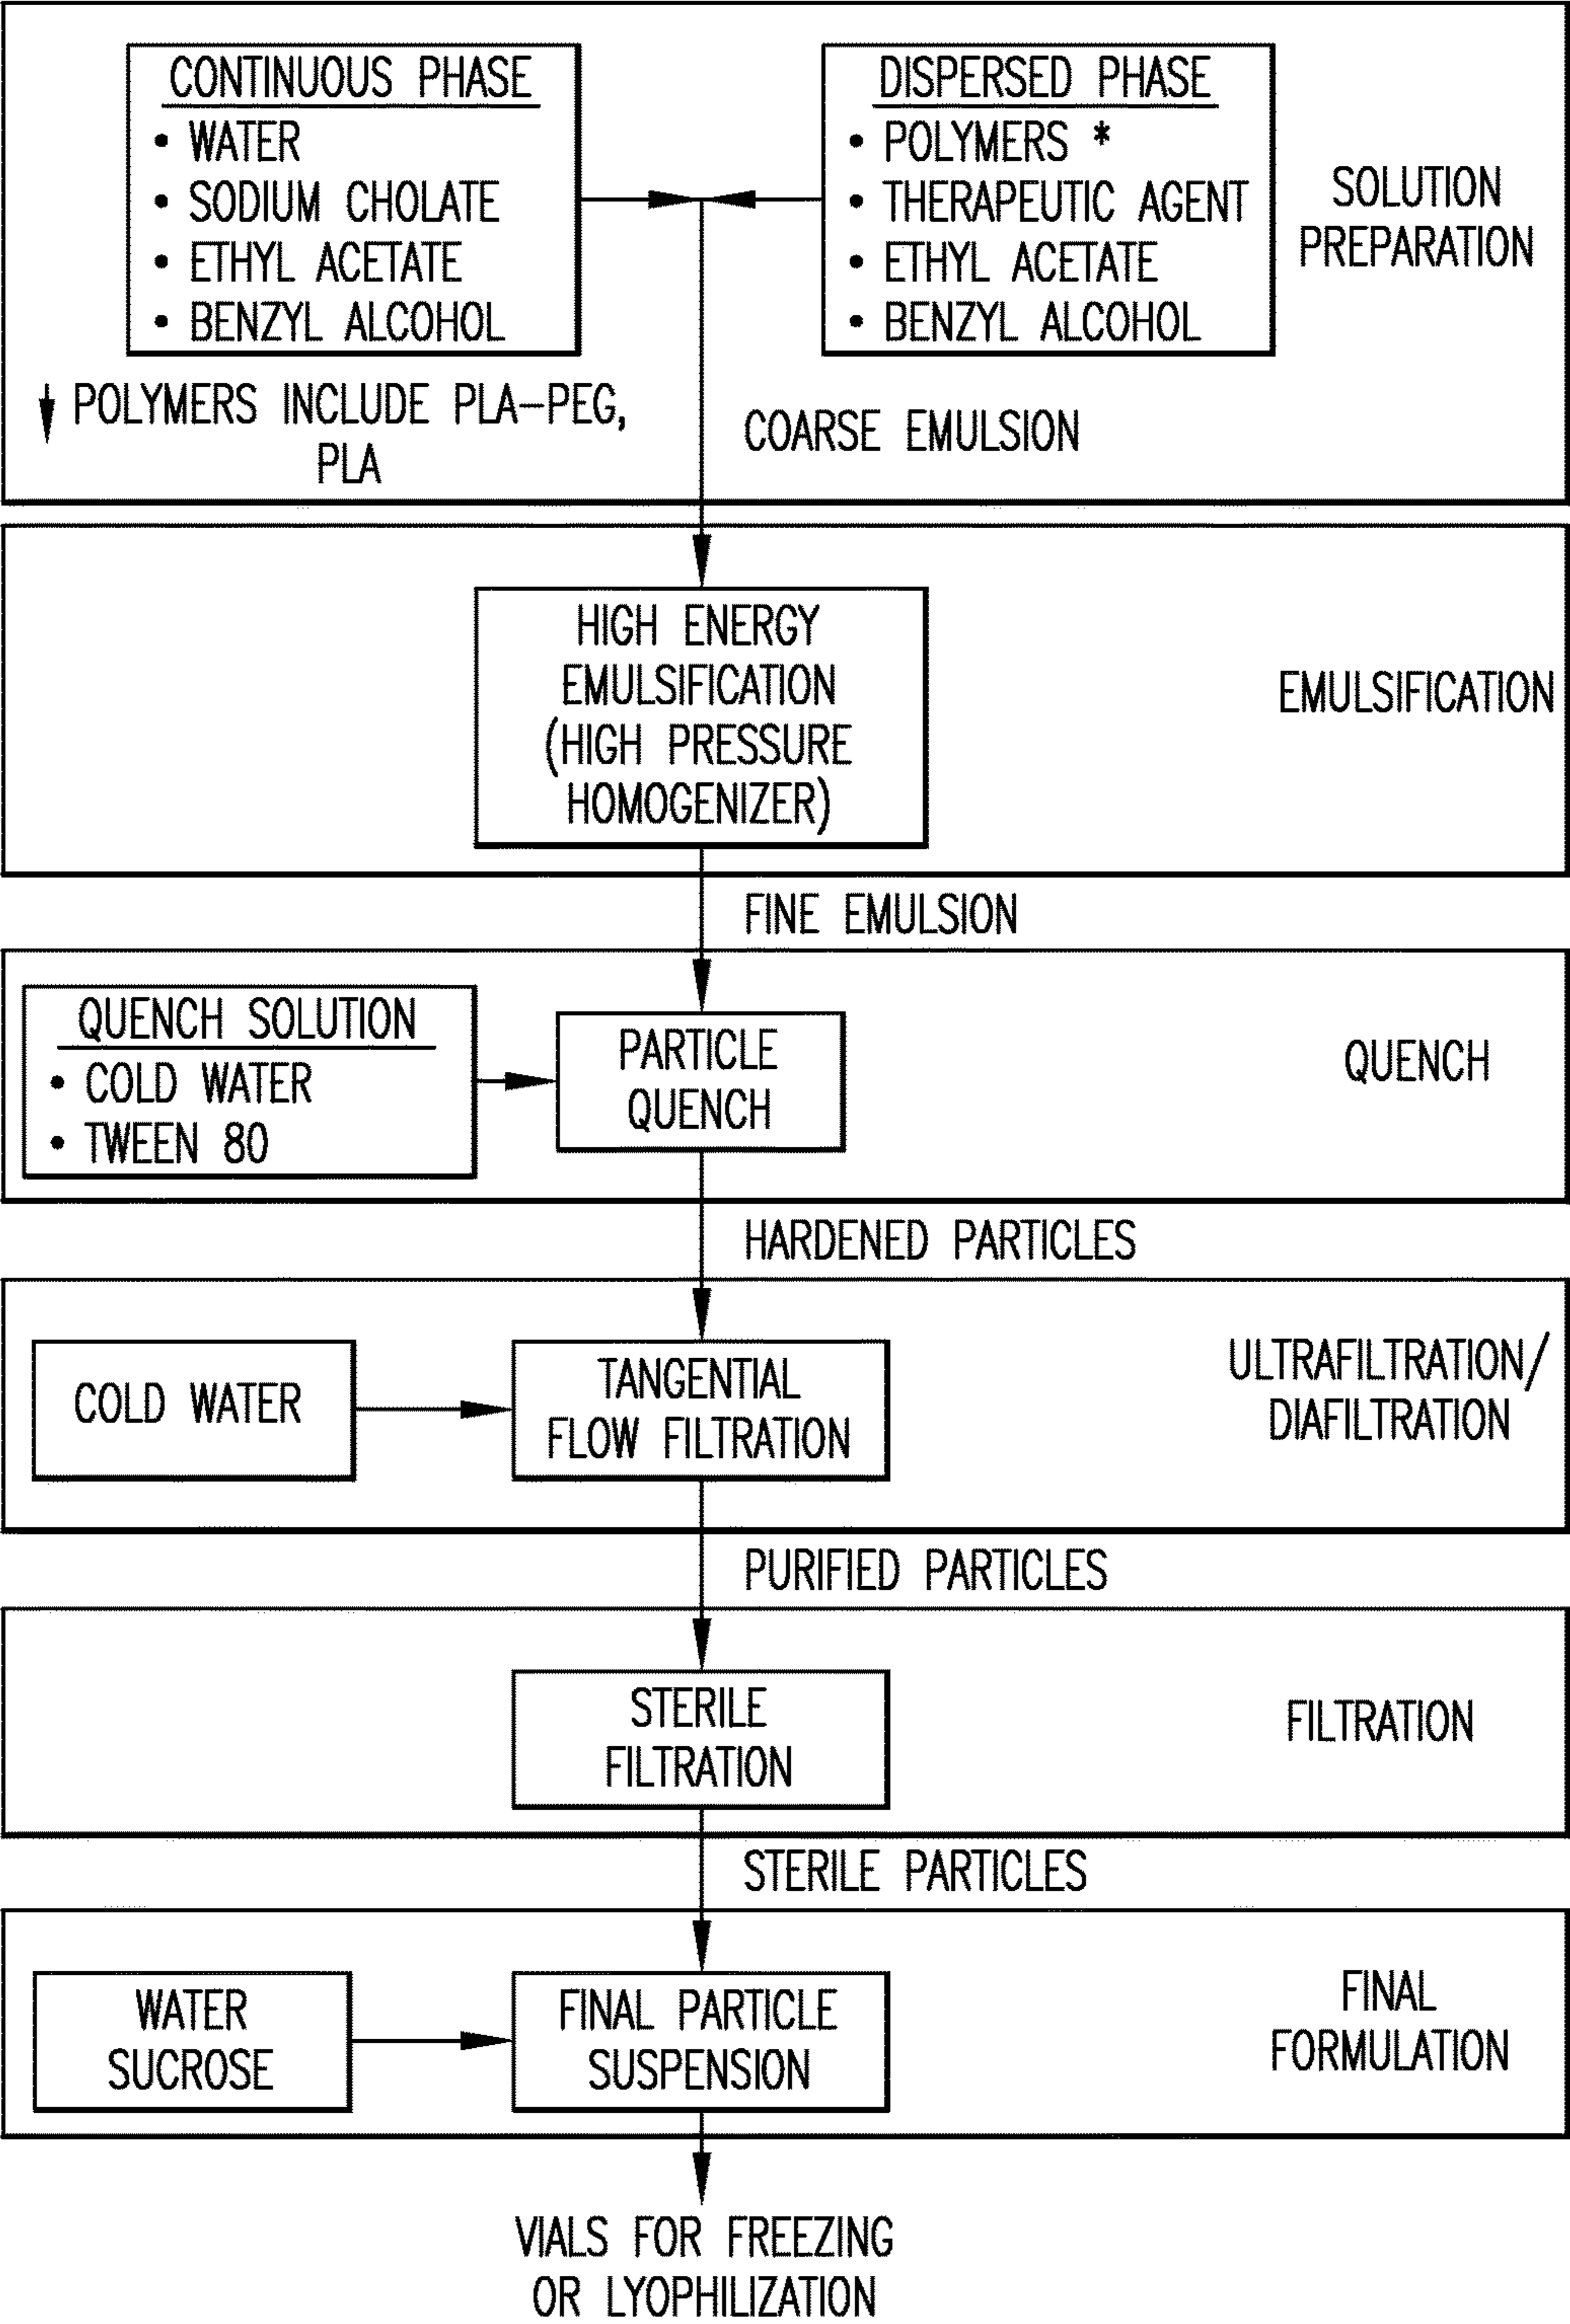 CONTINUOUS PHASE
• WATER
• SODIUM CHOLATE
• ETHYL ACETATE
• BENZYL ALCOHOL
DISPERSED PHASE
• POLYMERS *
• THERAPEUTIC AGENT
• ETHYL ACETATE
• BENZYL ALCOHOL
SOLUTION
PREPARATION
POLYMERS INCLUDE PLA-PEG,
PLA
COARSE EMULSION
HIGH ENERGY
EMULSIFICATION
(HIGH PRESSURE
HOMOGENIZER)
EMULSIFICATION
FINE EMULSION
QUENCH SOLUTION
• COLD WATER
• TWEEN 80
PARTICLE
QUENCH
QUENCH
HARDENED PARTICLES
COLD WATER
TANGENTIAL
FLOW FILTRATION
ULTRAFILTRATION/
DIAFILTRATION
PURIFIED PARTICLES
STERILE
FILTRATION
FILTRATION
STERILE PARTICLES
WATER
SUCROSE
FINAL PARTICLE
SUSPENSION
FINAL
FORMULATION
VIALS FOR FREEZING
OR LYOPHILIZATION